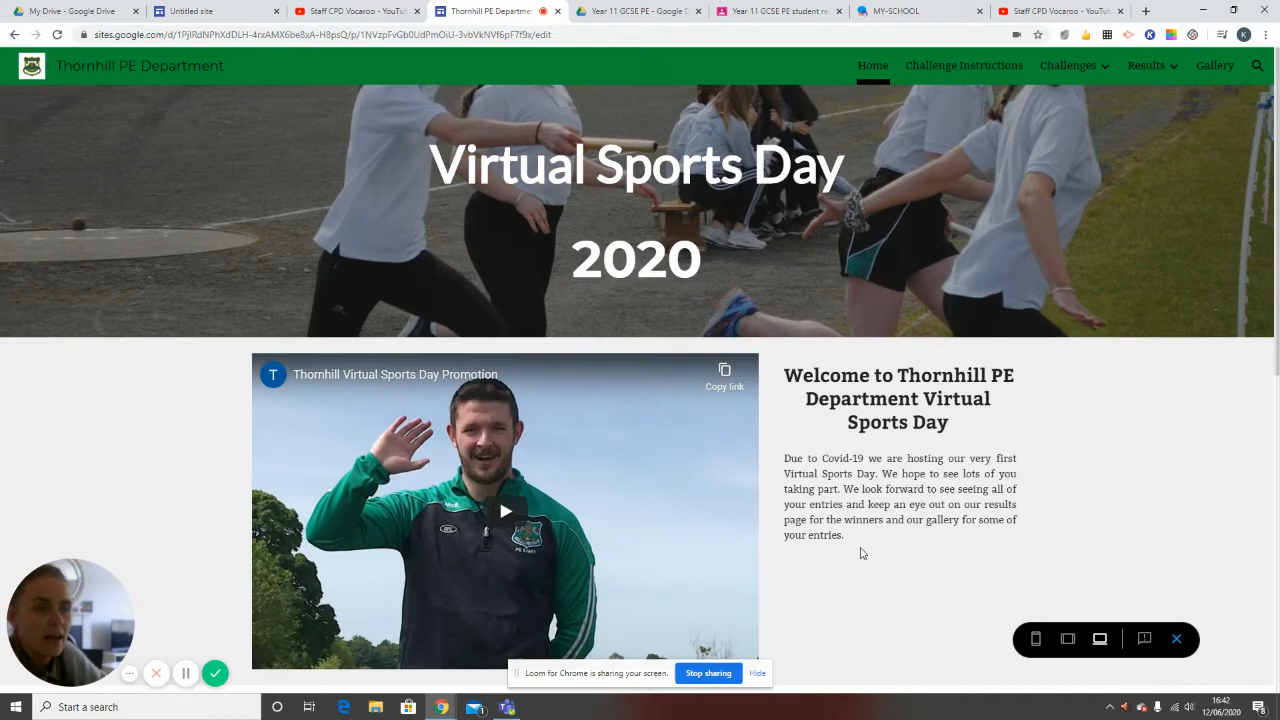 My Drive - Google Drive
Untitled site
Staff CPD Vocaroo - YouTu
Thornhill PE Departmen
Year 11 GCSE PE - Google D
Year 11 GCSE PE student re
MY-SCHOOL
Staff CPD Vocaroo - YouTu
sites.google.com/d/1PjlRdNPhXdDLH-4rxAMX6be8xA-H8psQ/p/1NVzpFvGb0UdPmOiU-3vbVkNVf6pF7f9x/edit
Thornhill PE Department
Home
Challenge Instructions
Challenges
Results
Gallery
Virtual Sports Day
2020
T
Thornhill Virtual Sports Day Promotion
Copy link
PE STAFF
Welcome to Thornhill PE
Department Virtual
Sports Day
Due to Covid-19 we are hosting our very first
Virtual Sports Day. We hope to see lots of you
taking part. We look forward to see seeing all of
your entries and keep an eye out on our results
page for the winners and our gallery for some of
your entries.
Loom for Chrome is sharing your screen.
Stop sharing
Hide
Start a search
16:42
12/06/2020